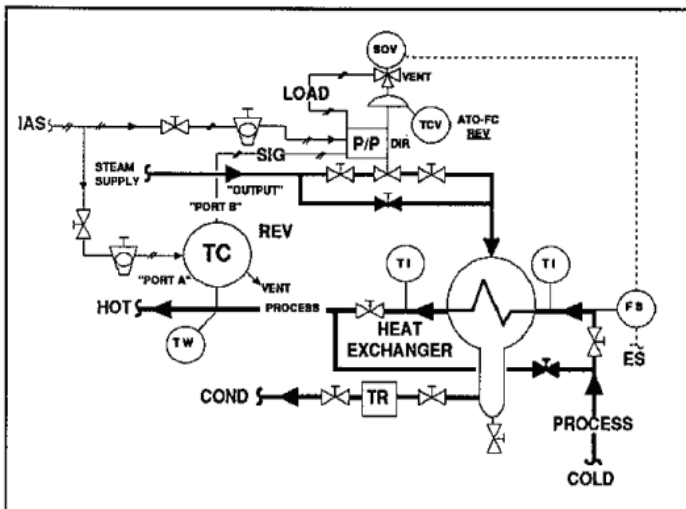 SOV
VENT
LOAD
TCV
ATO-FC
REV
IAS
P/P
DIR
SIG
STEAM
SUPPLY
"OUTPUT"
"PORT B"
REV
TC
"PORT A"
VENT
TI
TI
HOT
PROCESS
FS
HEAT
EXCHANGER
TW
ES
COND
TR
PROCESS
COLD